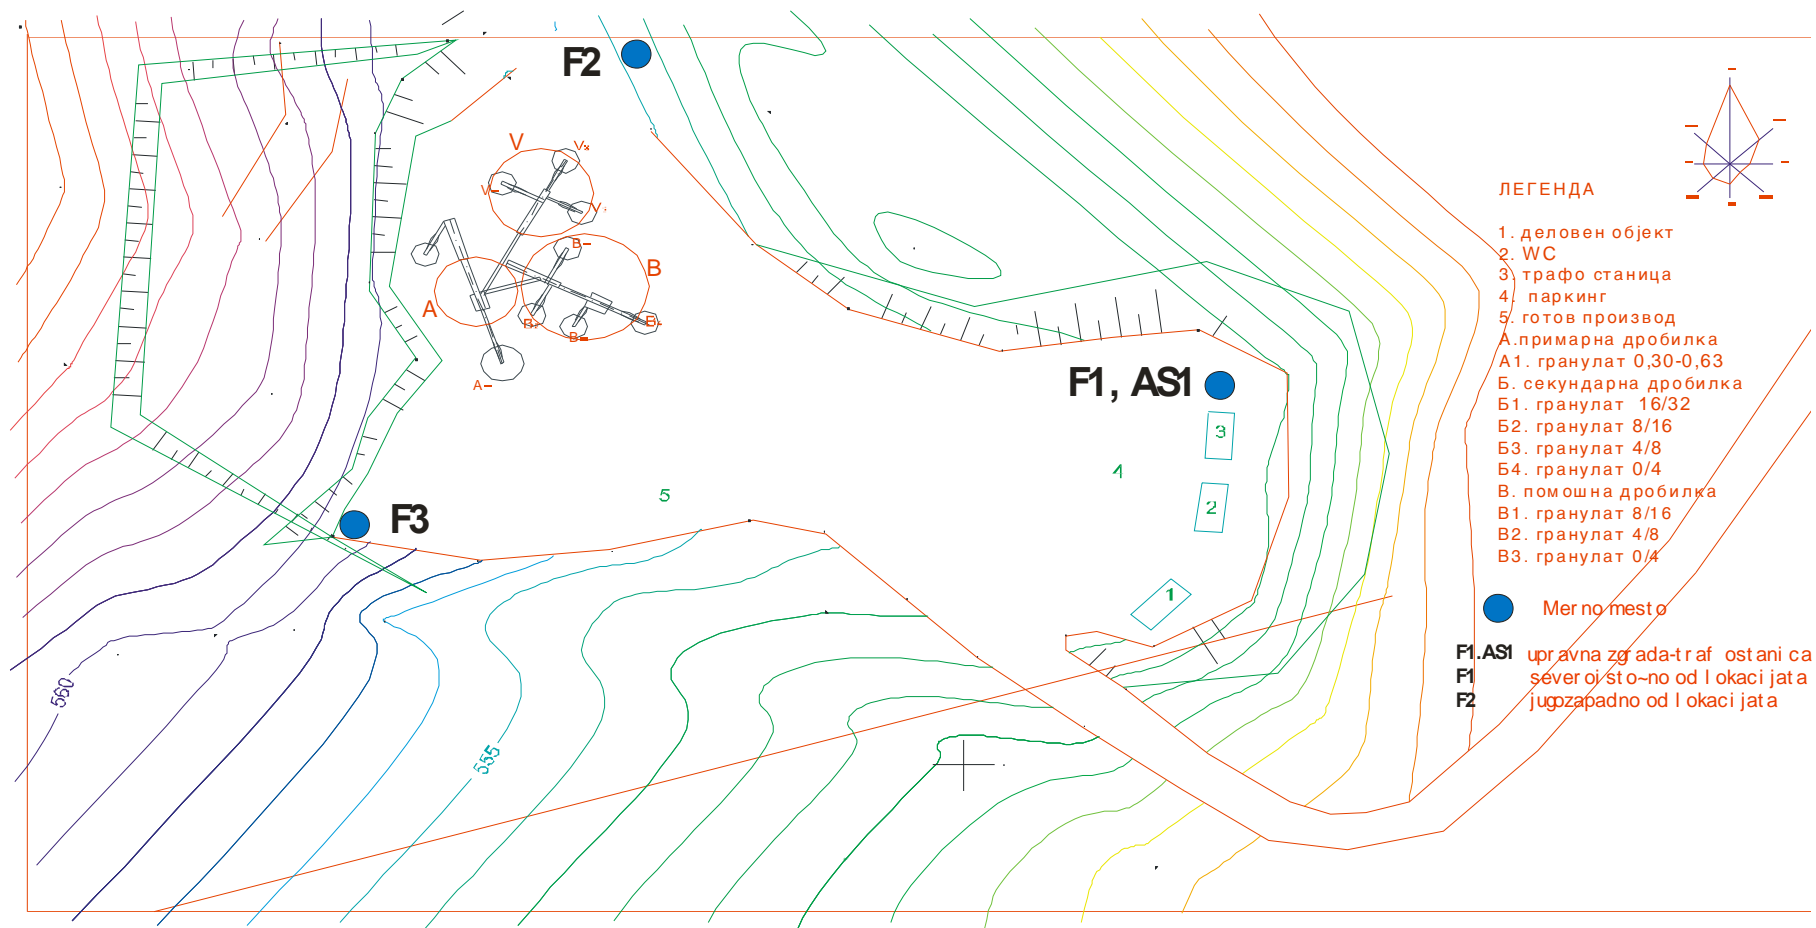 F2
V
V
V
V
B
B
A
B
B
B
A
F1, AS1
3
4
2
5
F3
1
560
555
ЛЕГЕНДА
1. деловен објект
2. WC
3. трафо станица
4. паркинг
5. готов производ
А.примарна дробилка
А1. гранулат 0,30-0,63
Б. секундарна дробилка
Б1. гранулат 16/32
Б2. гранулат 8/16
Б3. гранулат 4/8
Б4. гранулат 0/4
В. помошна дробилка
В1. гранулат 8/16
В2. гранулат 4/8
В3. гранулат 0/4
Merno mesto
F1.AS1 upravna zgrada-traf ostanica
F1 severoisto~no od lokacijata
F2 jugozapadno od lokacijata